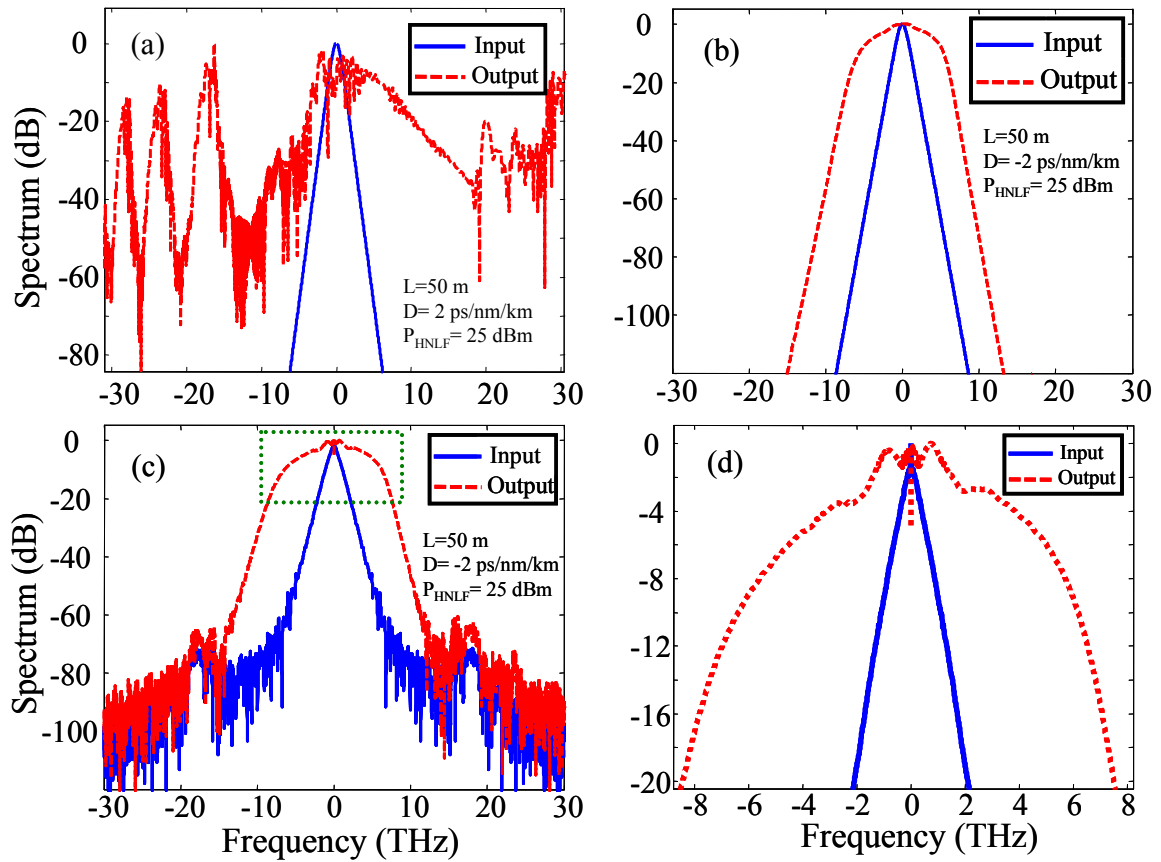 (a)
Input
Output
L=50 m
D= 2 ps/nm/km
PHNLF= 25 dBm
Spectrum (dB)
0
-20
-40
-60
-80
-30
-20
-10
0
10
20
30
(b)
Input
Output
L=50 m
D= -2 ps/nm/km
PHNLF= 25 dBm
0
-20
-40
-60
-80
-100
-30
-20
-10
0
10
20
30
(c)
Input
Output
L=50 m
D= -2 ps/nm/km
PHNLF= 25 dBm
Spectrum (dB)
0
-20
-40
-60
-80
-100
-30
-20
-10
0
10
20
30
Frequency (THz)
(d)
Input
Output
0
-4
-8
-12
-16
-20
-8
-6
-4
-2
0
2
4
6
8
Frequency (THz)